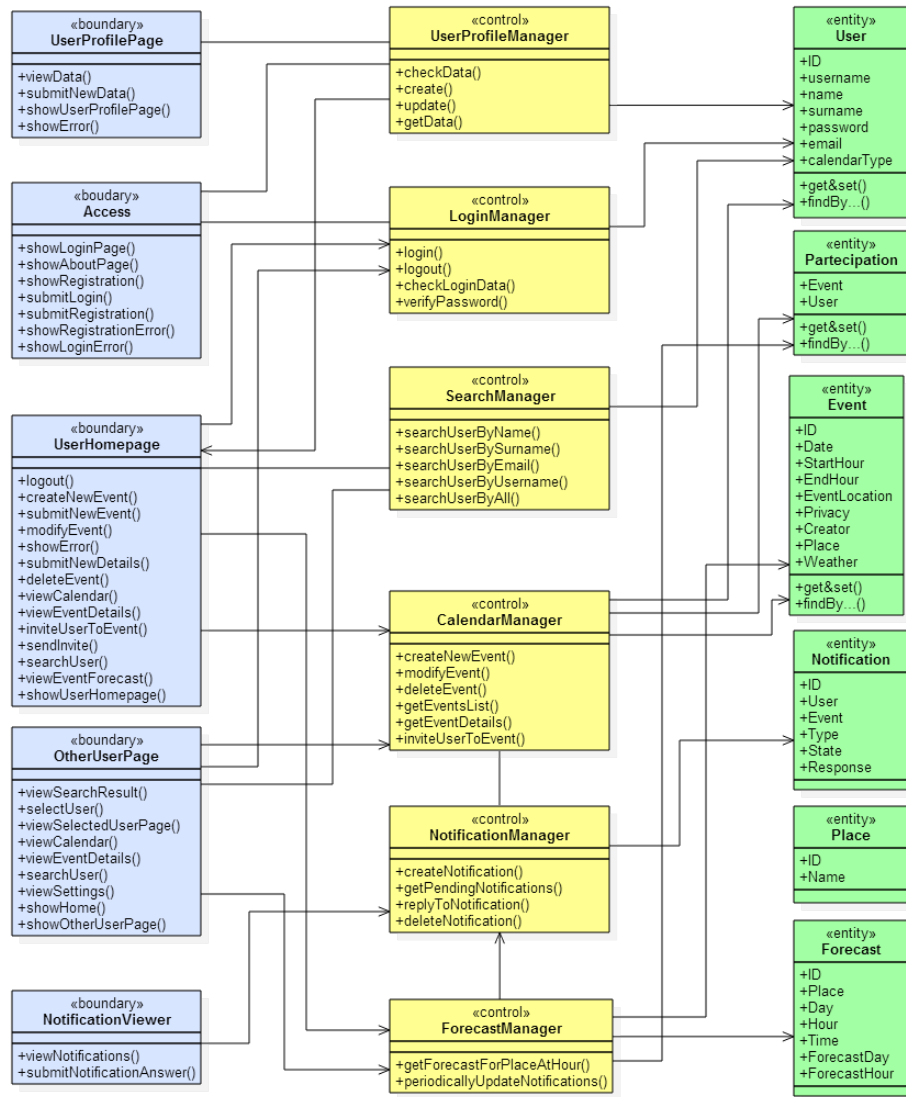 «boundary»
UserProfilePage
+viewData()
+submitNewData()
+showUserProfilePage()
+showError()
«boudary»
Access
+showLoginPage()
+showAboutPage()
+showRegistration()
+submitLogin()
+submitRegistration()
+showRegistrationError()
+showLoginError()
«boundary»
UserHomepage
+logout()
+createNewEvent()
+submitNewEvent()
+modifyEvent()
+showError()
+submitNewDetails()
+deleteEvent()
+viewCalendar()
+viewEventDetails()
+inviteUserToEvent()
+sendInvite()
+searchUser()
+viewEventForecast()
+showUserHomepage()
«boundary»
OtherUserPage
+viewSearchResult()
+selectUser()
+viewSelectedUserPage()
+viewCalendar()
+viewEventDetails()
+searchUser()
+viewSettings()
+showHome()
+showOtherUserPage()
«boundary»
NotificationViewer
+viewNotifications()
+submitNotificationAnswer()
«control»
UserProfileManager
+checkData()
+create()
+update()
+getData()
«control»
LoginManager
+login()
+logout()
+checkLoginData()
+verifyPassword()
«control»
SearchManager
+searchUserByName()
+searchUserBySurname()
+searchUserByEmail()
+searchUserByUsername()
+searchUserByAll()
«control»
CalendarManager
+createNewEvent()
+modifyEvent()
+deleteEvent()
+getEventsList()
+getEventDetails()
+inviteUserToEvent()
«control»
NotificationManager
+createNotification()
+getPendingNotifications()
+replyToNotification()
+deleteNotification()
«control»
ForecastManager
+getForecastForPlaceAtHour()
+periodicallyUpdateNotifications()
«entity»
User
+ID
+username
+name
+surname
+password
+email
+calendarType
+get&set()
+findBy...()
«entity»
Partecipation
+Event
+User
+get&set()
+findBy...()
«entity»
Event
+ID
+Date
+StartHour
+EndHour
+EventLocation
+Privacy
+Creator
+Place
+Weather
+get&set()
+findBy...()
«entity»
Notification
+ID
+User
+Event
+Type
+State
+Response
«entity»
Place
+ID
+Name
«entity»
Forecast
+ID
+Place
+Day
+Hour
+Time
+ForecastDay
+ForecastHour